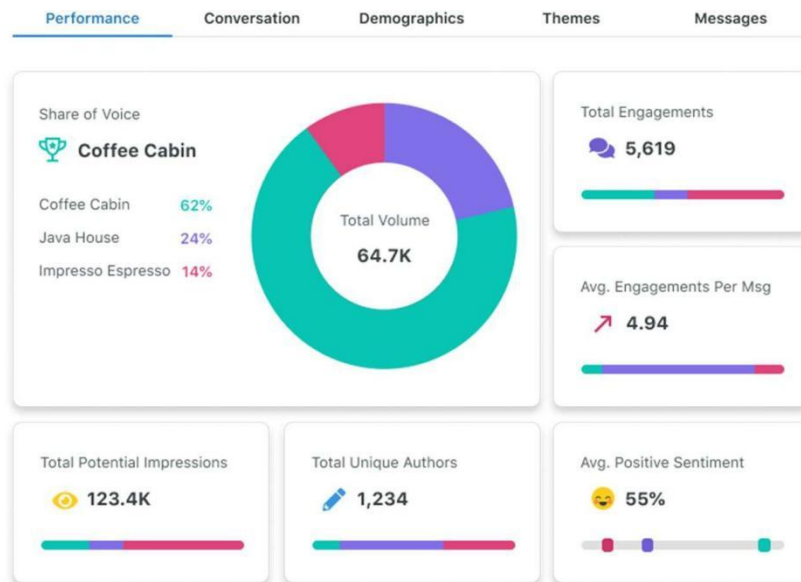 Performance
Conversation
Demographics
Themes
Messages
Share of Voice
Coffee Cabin
Coffee Cabin 62%
Java House 24%
Impresso Espresso 14%
Total Volume
64.7K
Total Engagements
5,619
Avg. Engagements Per Msg
4.94
Total Potential Impressions
123.4K
Total Unique Authors
1,234
Avg. Positive Sentiment
55%